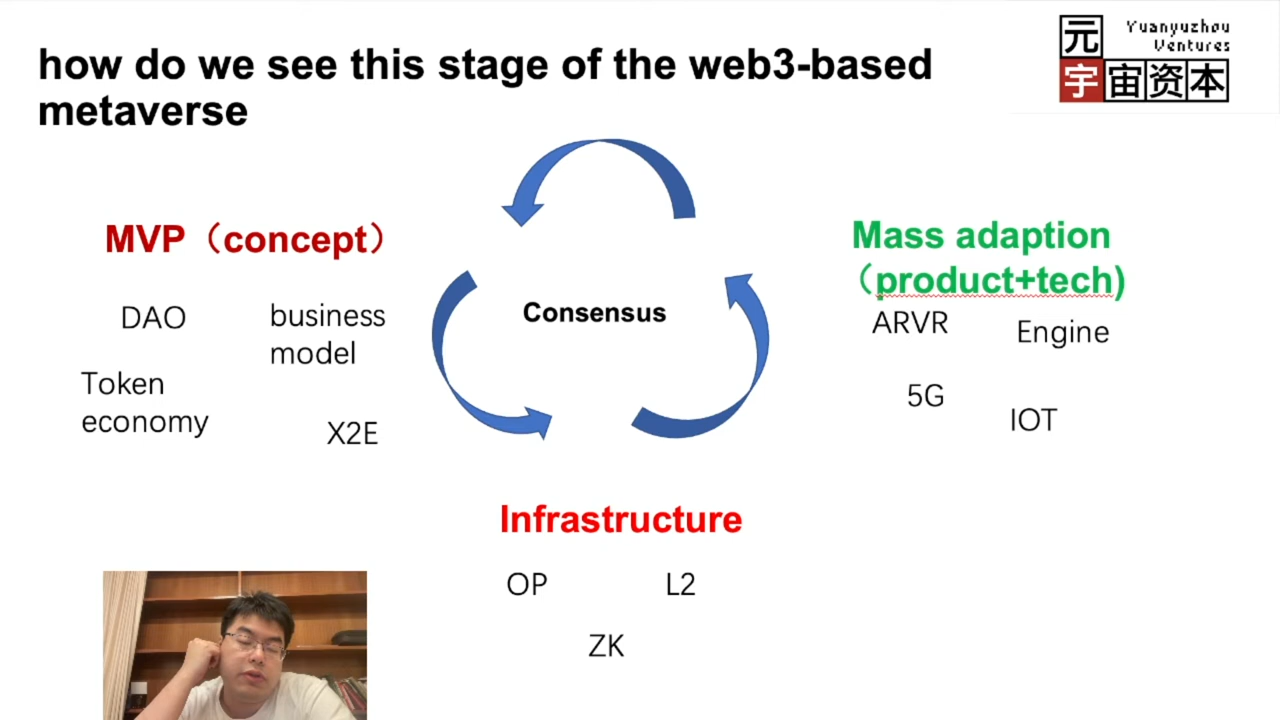 how do we see this stage of the web3-based
metaverse
Yuanyuzhou
Ventures
元
宇宙资本
MVP（concept）
DAO
business
model
Token
economy
X2E
Consensus
Mass adaption
（product+tech)
ARVR
Engine
5G
IOT
Infrastructure
OP
L2
ZK